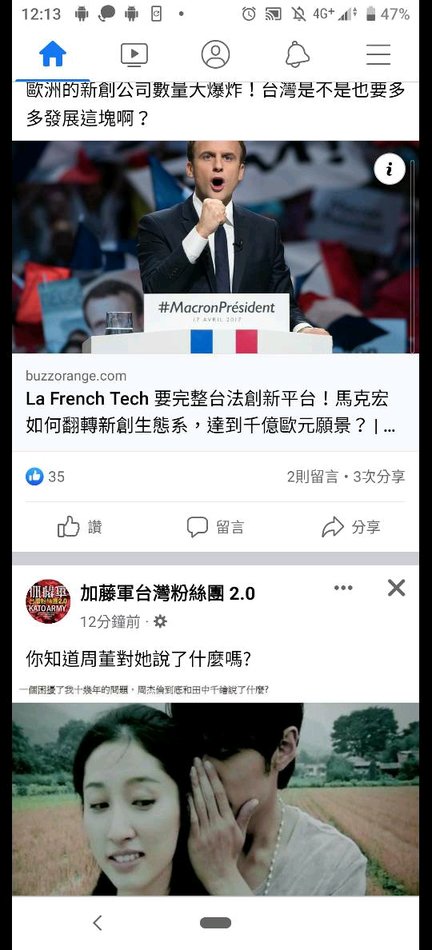 12:13
4G+
47%
歐洲的新創公司數量大爆炸！台灣是不是也要多
多發展這塊啊？
i
#MacronPrésident
17 AVRIL 2017
buzzorange.com
La French Tech 要完整台法創新平台！馬克宏
如何翻轉新創生態系，達到千億歐元願景？ | ...
35
2則留言・3次分享
讚
留言
分享
加藤軍台灣粉絲團 2.0
KATOARMY
12分鐘前
你知道周董對她說了什麼嗎?
一個困擾了我十幾年的問題，周杰倫到底和田中千繪說了什麼?